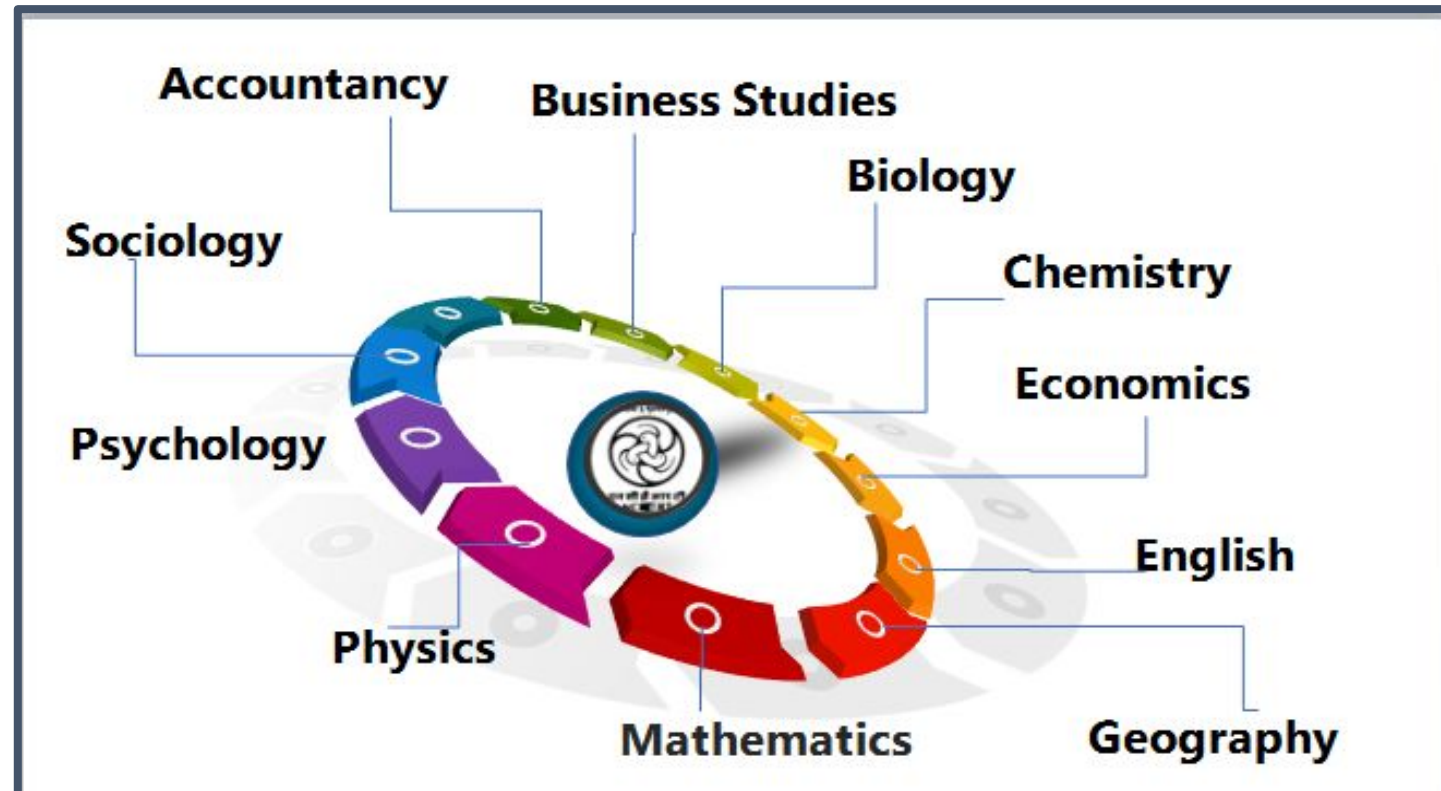 Accountancy
Business Studies
Biology
Sociology
Chemistry
Economics
Psychology
English
Physics
Mathematics
Geography